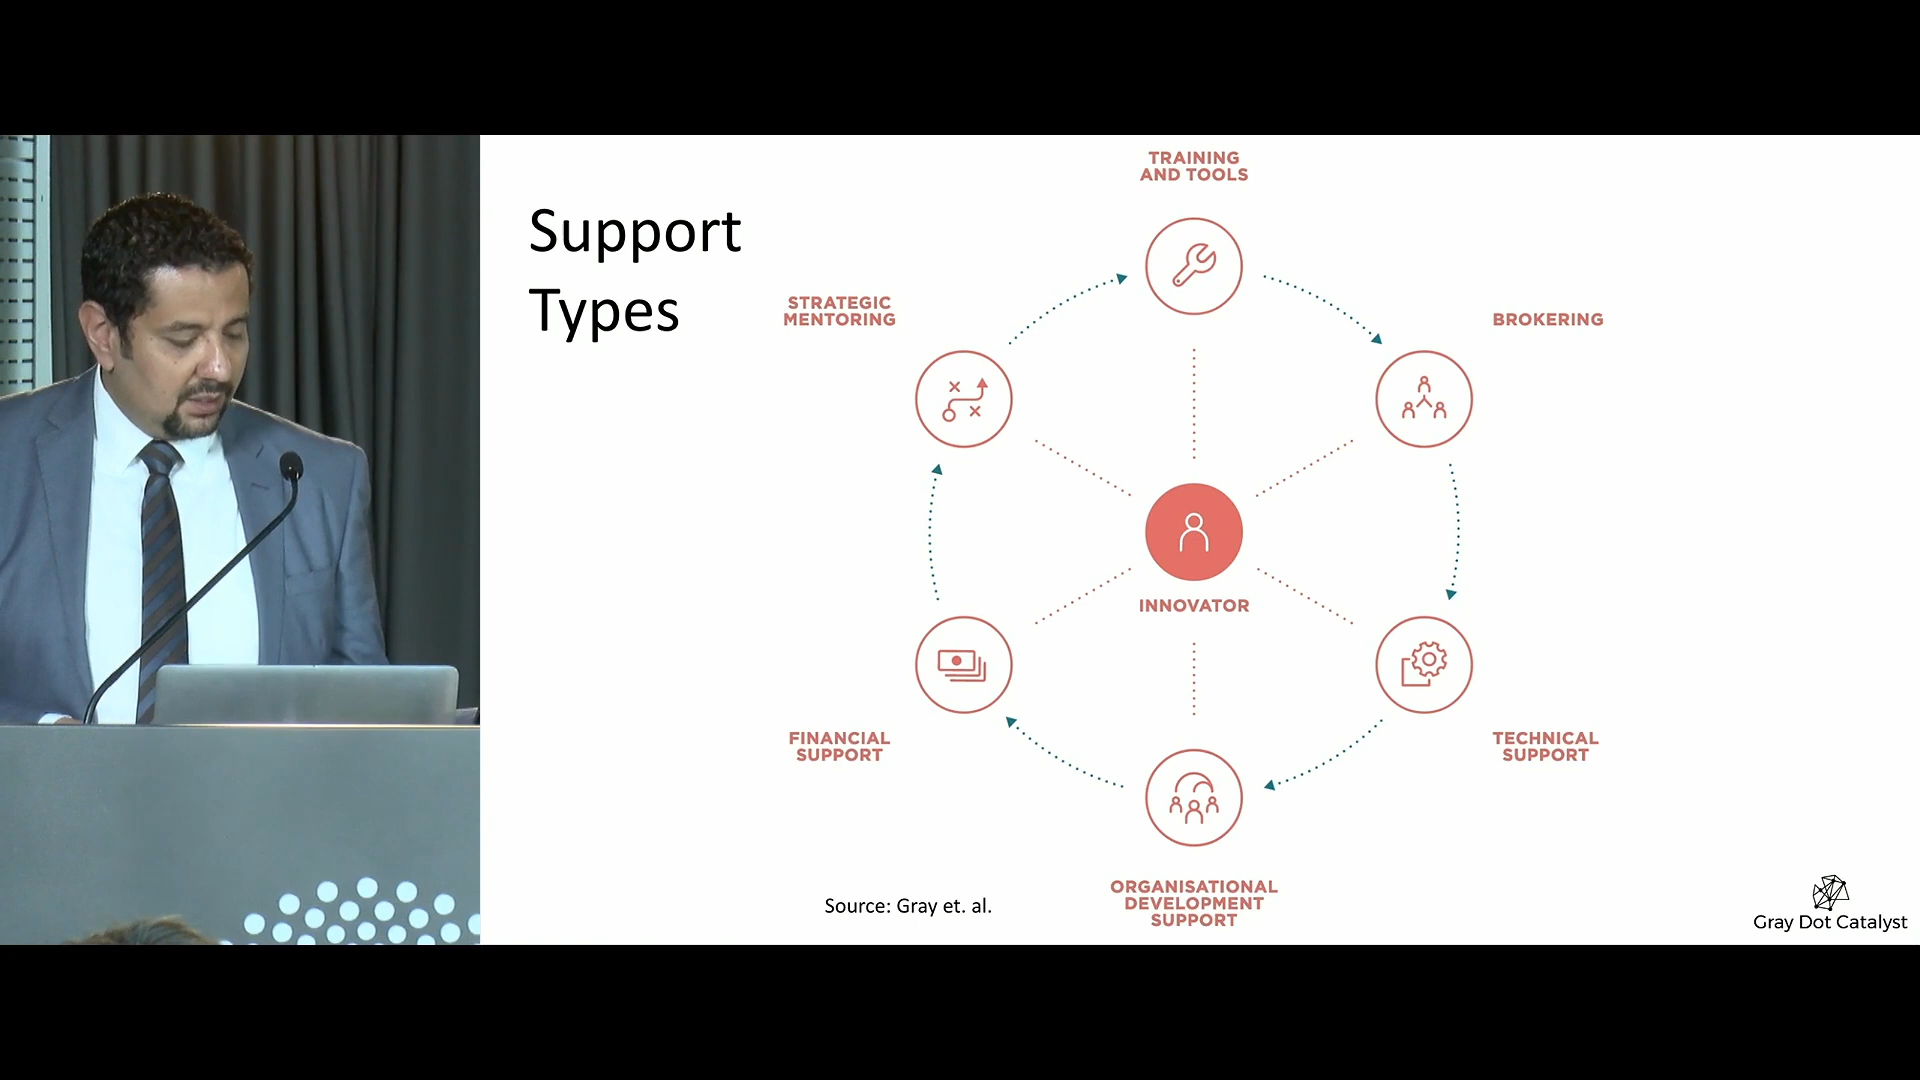 Support
Types
TRAINING
AND TOOLS
STRATEGIC
MENTORING
BROKERING
INNOVATOR
FINANCIAL
SUPPORT
TECHNICAL
SUPPORT
ORGANISATIONAL
DEVELOPMENT
SUPPORT
Source: Gray et. al.
Gray Dot Catalyst